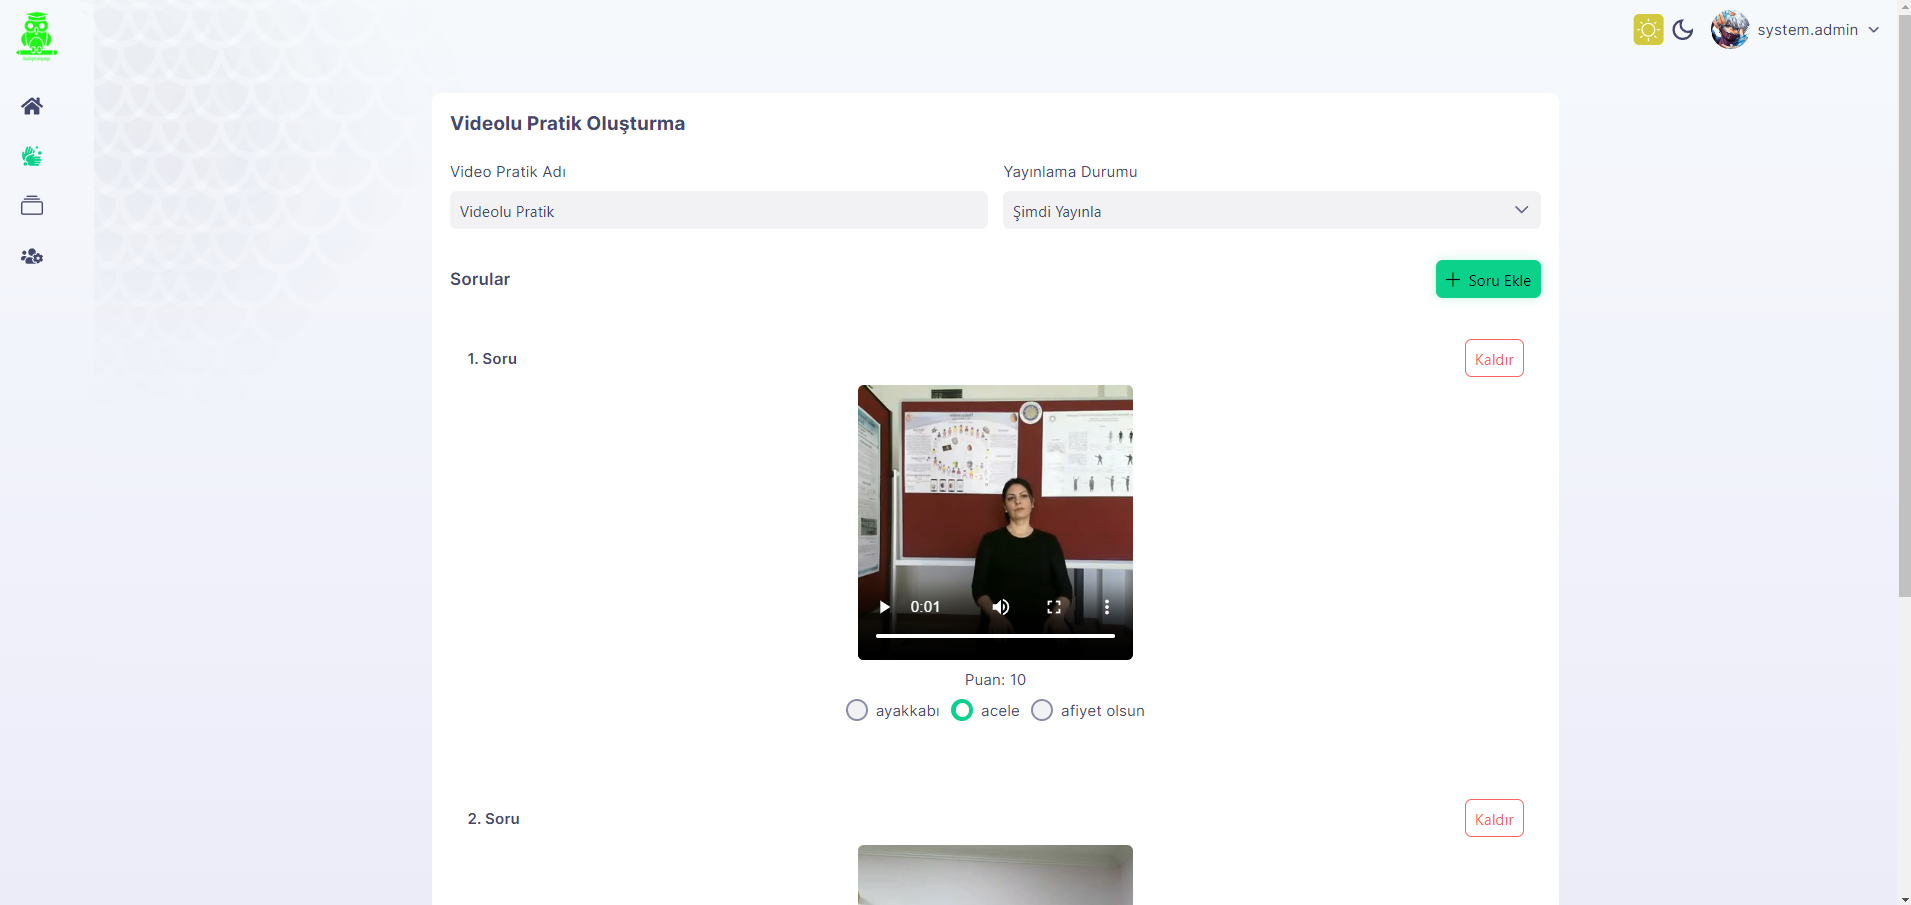 system.admin
Videolu Pratik Oluşturma
Video Pratik Adı
Yayınlama Durumu
Videolu Pratik
Şimdi Yayınla
Sorular
Soru Ekle
1. Soru
Kaldır
0:01
Puan: 10
ayakkabı
acele
afiyet olsun
2. Soru
Kaldır